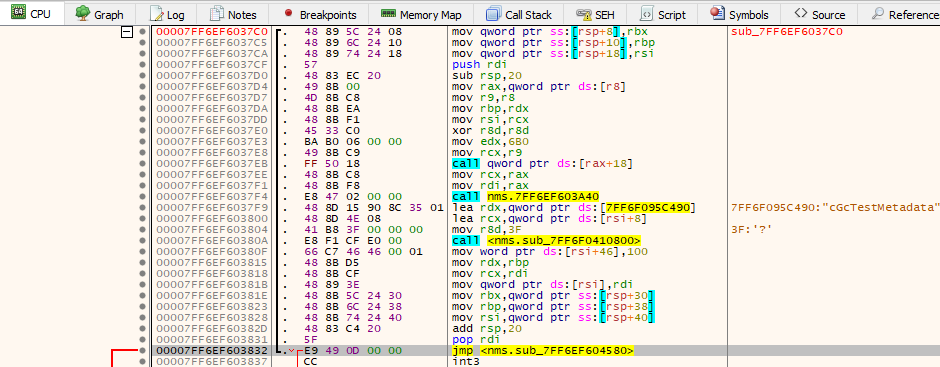 CPU Graph Log Notes Breakpoints Memory Map Call Stack SEH Script Symbols Source Reference
00007FF6EF6037C0 48 89 5C 24 08 mov qword ptr ss:[rsp+8],rbx sub_7FF6EF6037C0
00007FF6EF6037C5 48 89 6C 24 10 mov qword ptr ss:[rsp+10],rbp
00007FF6EF6037CA 48 89 74 24 18 mov qword ptr ss:[rsp+18],rsi
00007FF6EF6037CF 57 push rdi
00007FF6EF6037D0 48 83 EC 20 sub rsp,20
00007FF6EF6037D4 49 8B 00 mov rax,qword ptr ds:[r8]
00007FF6EF6037D7 4D 8B C8 mov r9,r8
00007FF6EF6037DA 48 8B EA mov rbp,rdx
00007FF6EF6037DD 48 8B F1 mov rsi,rcx
00007FF6EF6037E0 45 33 C0 xor r8d,r8d
00007FF6EF6037E3 BA B0 06 00 00 mov edx,6B0
00007FF6EF6037E8 49 8B C9 mov rcx,r9
00007FF6EF6037EB FF 50 18 call qword ptr ds:[rax+18]
00007FF6EF6037EE 48 8B C8 mov rcx,rax
00007FF6EF6037F1 48 8B F8 mov rdi,rax
00007FF6EF6037F4 E8 47 02 00 00 call nms.7FF6EF603A40
00007FF6EF6037F9 48 8D 15 90 8C 35 01 lea rdx,qword ptr ds:[7FF6F095C490] 7FF6F095C490:"cGcTestMetadata"
00007FF6EF603800 48 8D 4E 08 lea rcx,qword ptr ds:[rsi+8]
00007FF6EF603804 41 B8 3F 00 00 00 mov r8d,3F 3F:'?'
00007FF6EF60380A E8 F1 CF E0 00 call <nms.sub_7FF6F0410800>
00007FF6EF60380F 66 C7 46 46 00 01 mov word ptr ds:[rsi+46],100
00007FF6EF603815 48 8B D5 mov rdx,rbp
00007FF6EF603818 48 8B CF mov rcx,rdi
00007FF6EF60381B 48 89 3E mov qword ptr ds:[rsi],rdi
00007FF6EF60381E 48 8B 5C 24 30 mov rbx,qword ptr ss:[rsp+30]
00007FF6EF603823 48 8B 6C 24 38 mov rbp,qword ptr ss:[rsp+38]
00007FF6EF603828 48 8B 74 24 40 mov rsi,qword ptr ss:[rsp+40]
00007FF6EF60382D 48 83 C4 20 add rsp,20
00007FF6EF603831 5F pop rdi
00007FF6EF603832 E9 49 0D 00 00 jmp <nms.sub_7FF6EF604580>
00007FF6EF603837 CC int3